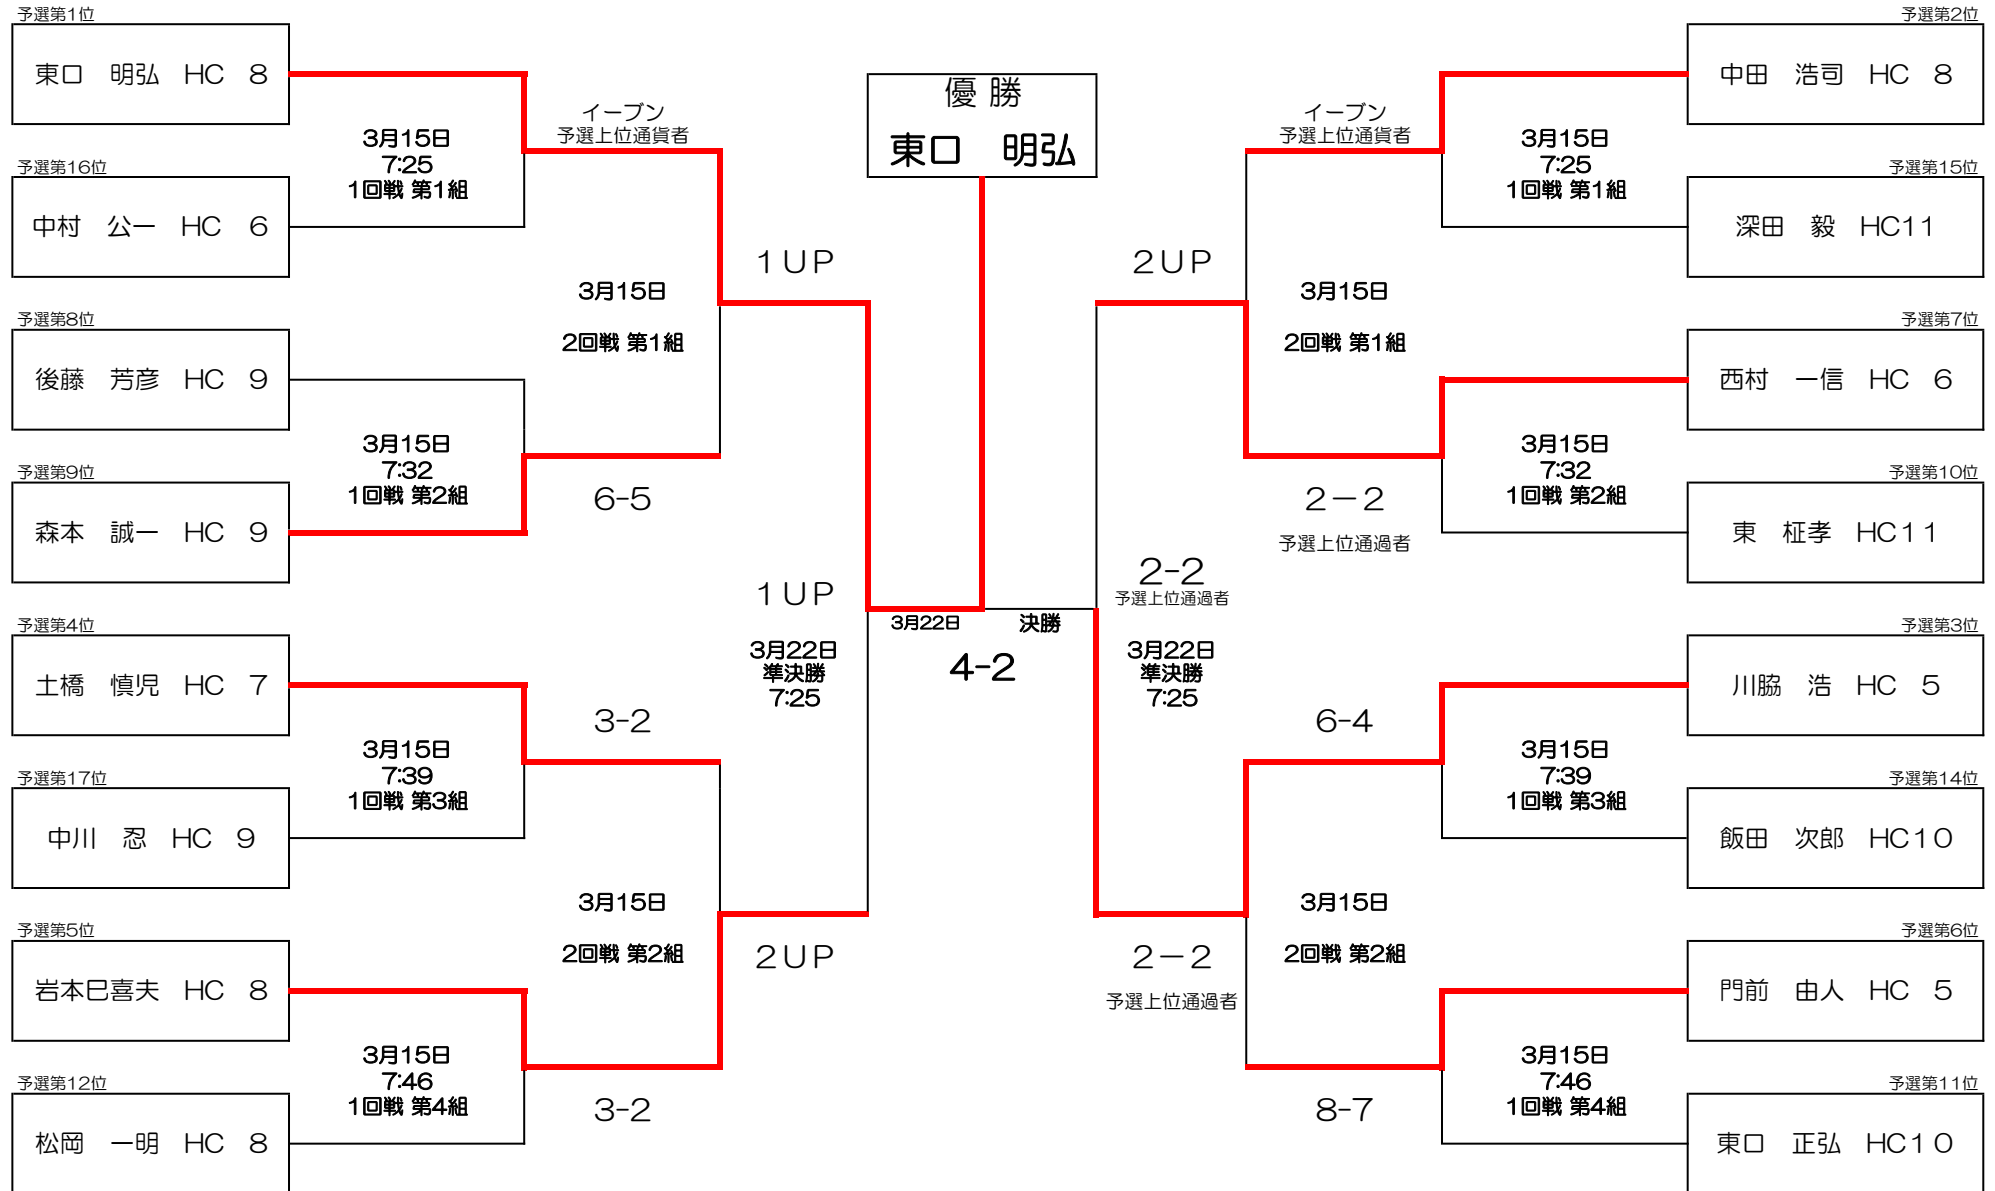 予選第1位
東口　明弘　HC　8
3月15日
7:25
1回戦 第1組
予選第16位
中村　公一　HC　6
イーブン
予選上位通貨者
予選第8位
後藤　芳彦　HC　9
3月15日
7:32
1回戦 第2組
予選第9位
森本　誠一　HC　9
6-5
3月15日
2回戦 第1組
1UP
予選第4位
土橋　慎児　HC　7
3月15日
7:39
1回戦 第3組
予選第17位
中川　忍　HC　9
3-2
予選第5位
岩本巳喜夫　HC　8
3月15日
7:46
1回戦 第4組
予選第12位
松岡　一明　HC　8
3-2
3月15日
2回戦 第2組
2UP
1UP
3月22日
準決勝
7:25
優 勝
東口　明弘
3月22日　決勝
4-2
2UP
2-2
予選上位通過者
3月22日
準決勝
7:25
2－2
予選上位通過者
イーブン
予選上位通貨者
3月15日
2回戦 第1組
2－2
予選上位通過者
6-4
3月15日
2回戦 第2組
8-7
予選第2位
中田　浩司　HC　8
3月15日
7:25
1回戦 第1組
予選第15位
深田　毅　HC11
予選第7位
西村　一信　HC　6
3月15日
7:32
1回戦 第2組
予選第10位
東　柾孝　HC11
予選第3位
川脇　浩　HC　5
3月15日
7:39
1回戦 第3組
予選第14位
飯田　次郎　HC10
予選第6位
門前　由人　HC　5
3月15日
7:46
1回戦 第4組
予選第11位
東口　正弘　HC10